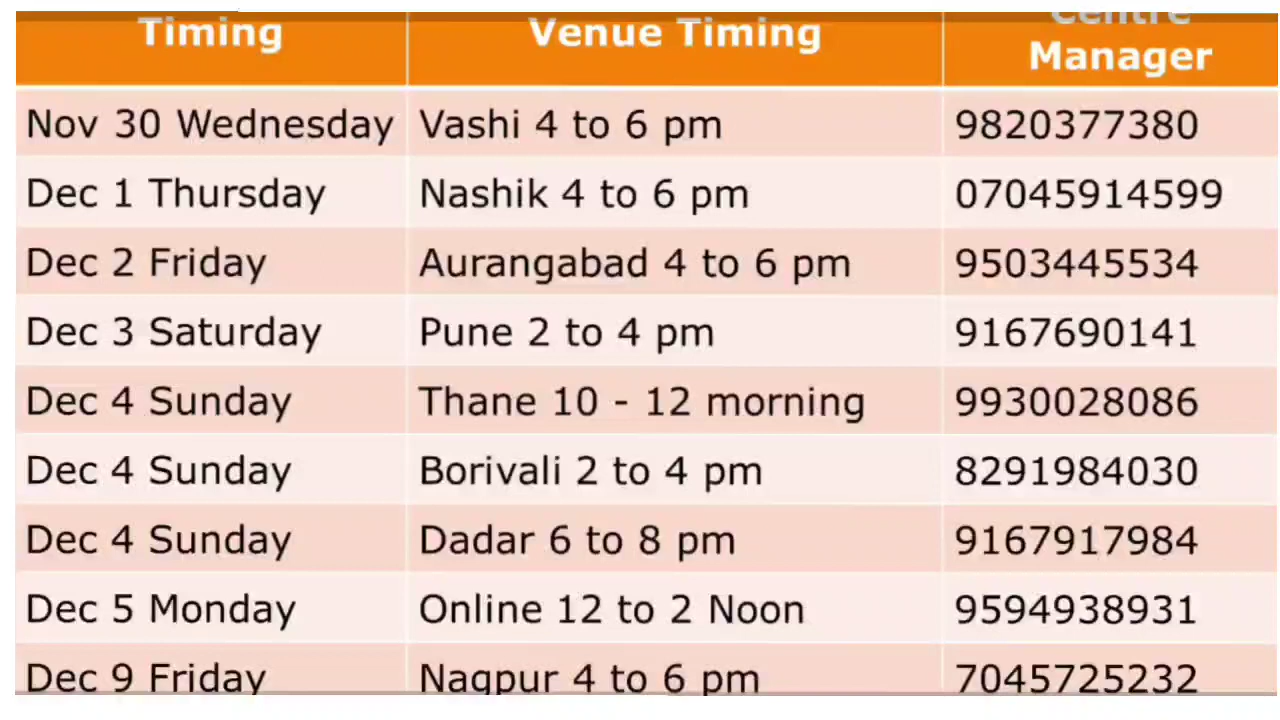 Timing Venue Timing Centre
Manager
Nov 30 Wednesday Vashi 4 to 6 pm 9820377380
Dec 1 Thursday Nashik 4 to 6 pm 07045914599
Dec 2 Friday Aurangabad 4 to 6 pm 9503445534
Dec 3 Saturday Pune 2 to 4 pm 9167690141
Dec 4 Sunday Thane 10 - 12 morning 9930028086
Dec 4 Sunday Borivali 2 to 4 pm 8291984030
Dec 4 Sunday Dadar 6 to 8 pm 9167917984
Dec 5 Monday Online 12 to 2 Noon 9594938931
Dec 9 Friday Nagpur 4 to 6 pm 7045725232